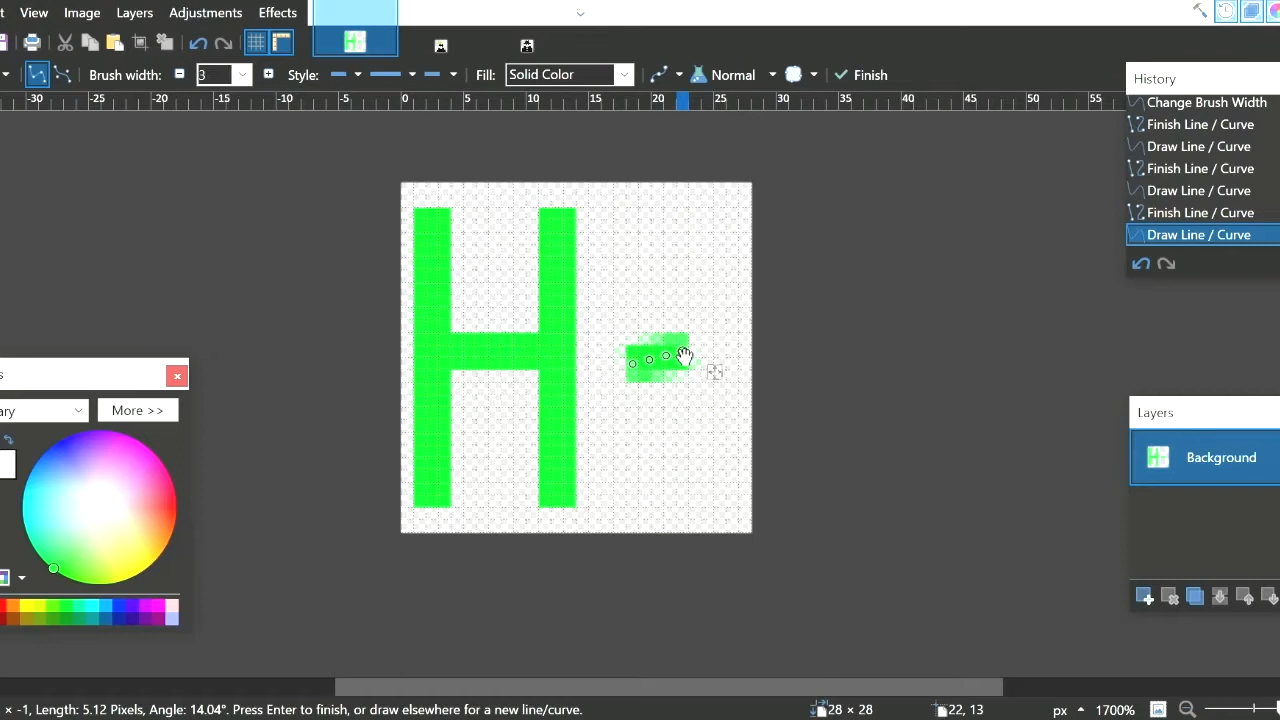 View Image Layers Adjustments Effects
Brush width: 3 Style: Fill: Solid Color Normal Finish
-30 -25 -20 -15 -10 -5 0 5 10 15 20 25 30 35 40 45 50 55
History
Change Brush Width
Finish Line / Curve
Draw Line / Curve
Finish Line / Curve
Draw Line / Curve
Finish Line / Curve
Draw Line / Curve
H
More >>
Layers
Background
× -1, Length: 5.12 Pixels, Angle: 14.04°. Press Enter to finish, or draw elsewhere for a new line/curve. 28 × 28 22, 13 px 1700%